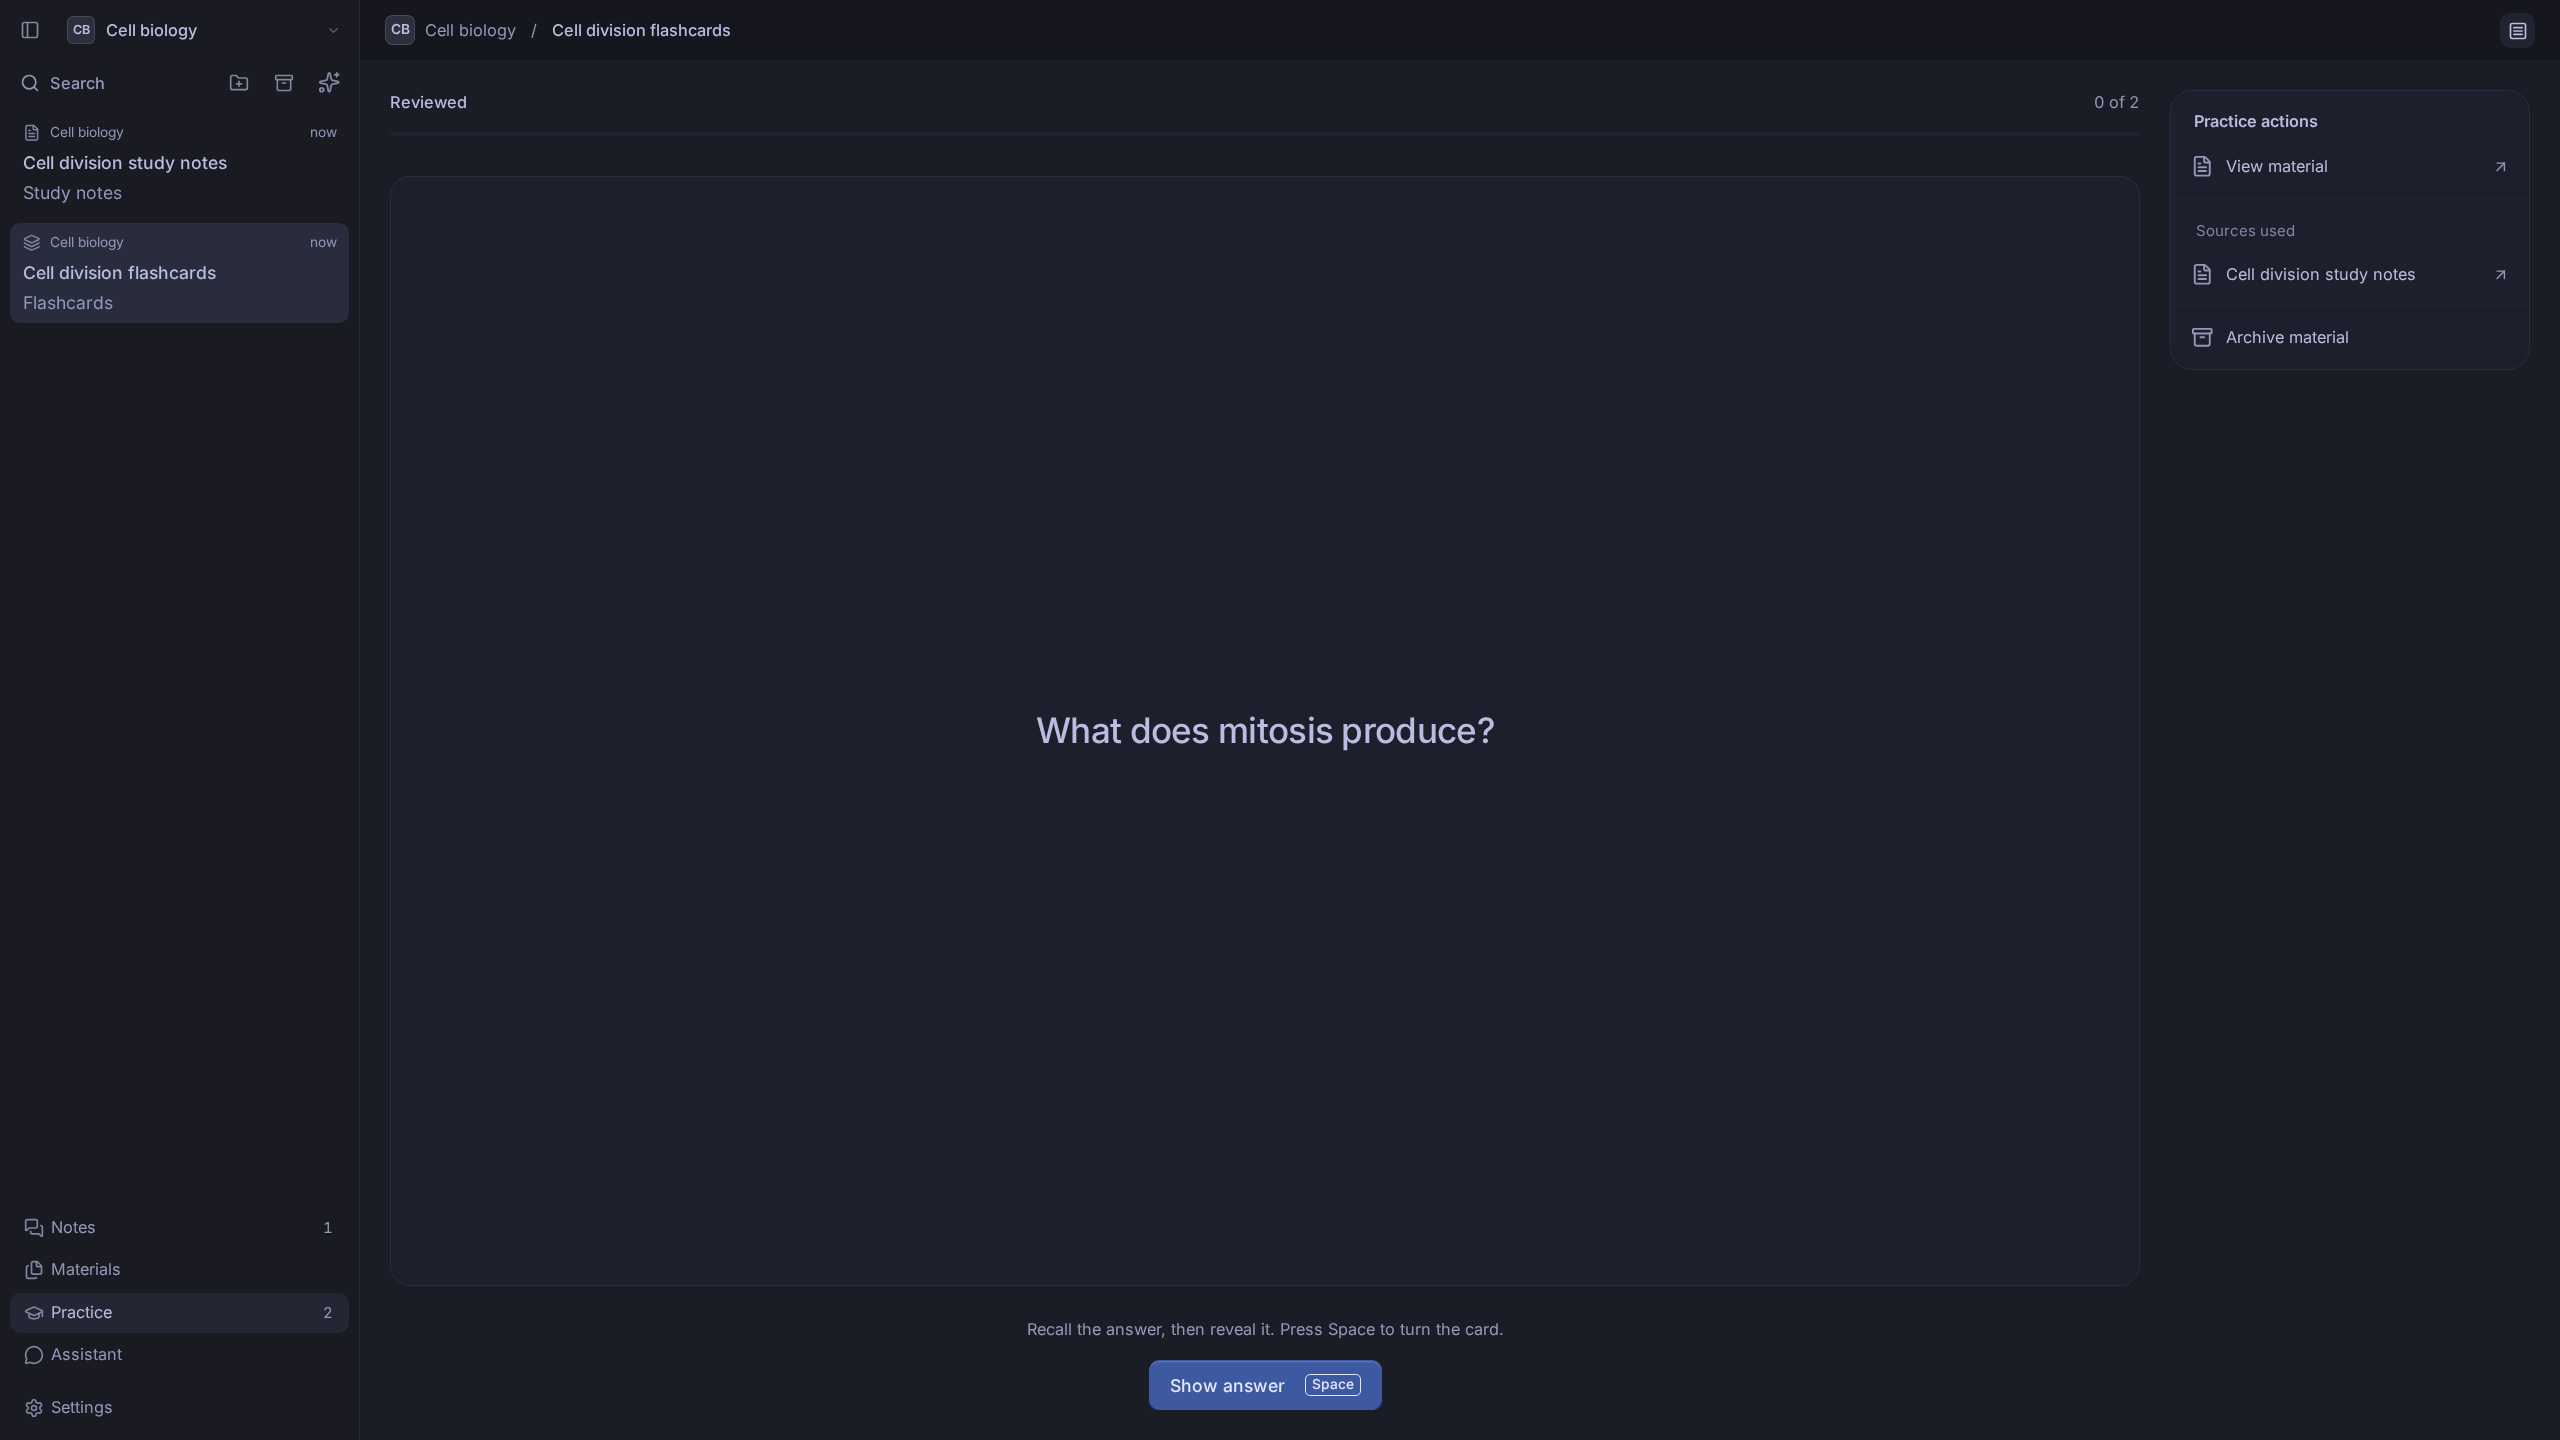 CB Cell biology
Search
Cell biology now
Cell division study notes
Study notes
Cell biology now
Cell division flashcards
Flashcards
Notes 1
Materials
Practice 2
Assistant
Settings
CB Cell biology / Cell division flashcards
Reviewed 0 of 2
What does mitosis produce?
Recall the answer, then reveal it. Press Space to turn the card.
Show answer Space
Practice actions
View material
Sources used
Cell division study notes
Archive material